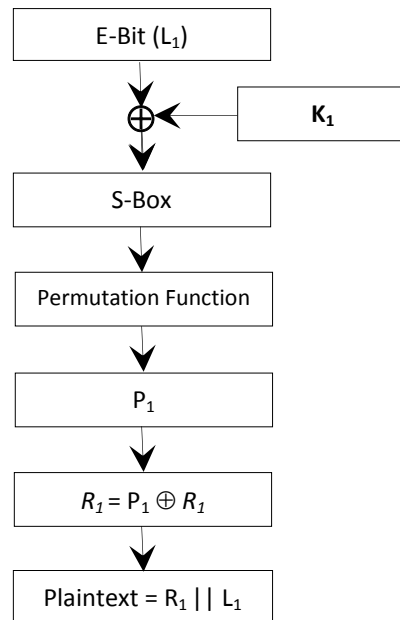 E-Bit (L₁)
⊕
K₁
S-Box
Permutation Function
P₁
R₁ = P₁ ⊕ R₁
Plaintext = R₁ || L₁